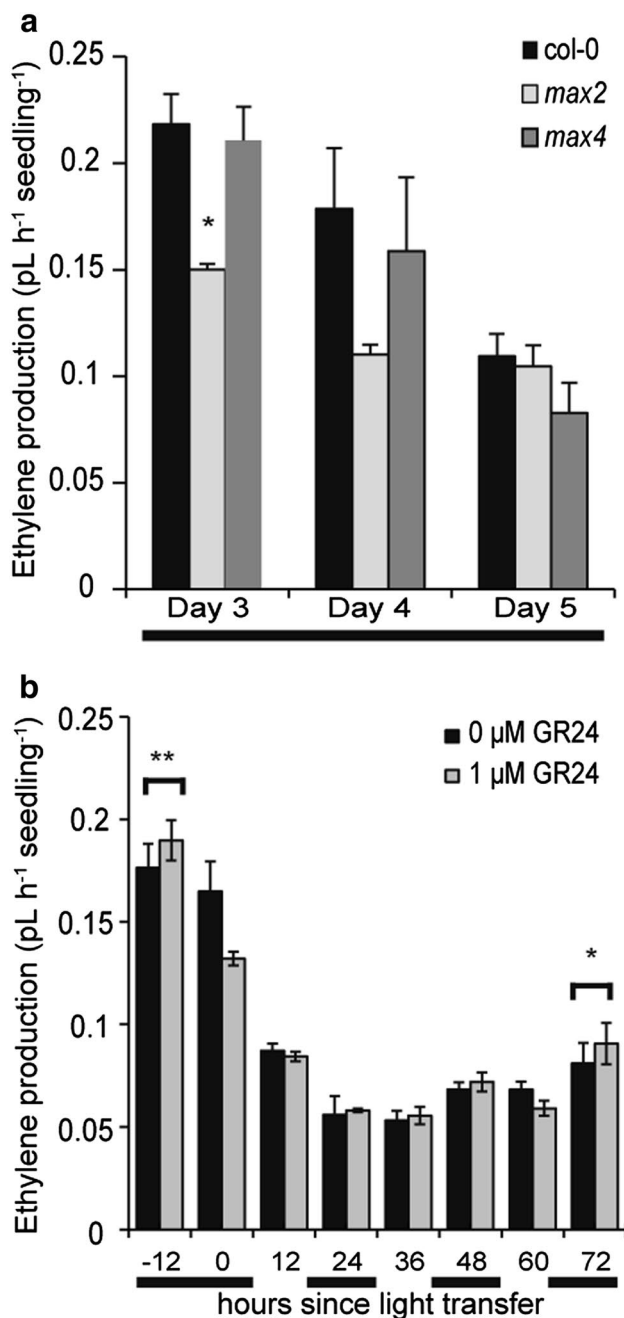 a
Ethylene production (pL h⁻¹ seedling⁻¹)
0.25
0.2
0.15
0.1
0.05
0
col-0
max2
max4
*
Day 3 Day 4 Day 5
b
Ethylene production (pL h⁻¹ seedling⁻¹)
0.25
0.2
0.15
0.1
0.05
0
0 µM GR24
1 µM GR24
**
*
-12 0 12 24 36 48 60 72
hours since light transfer